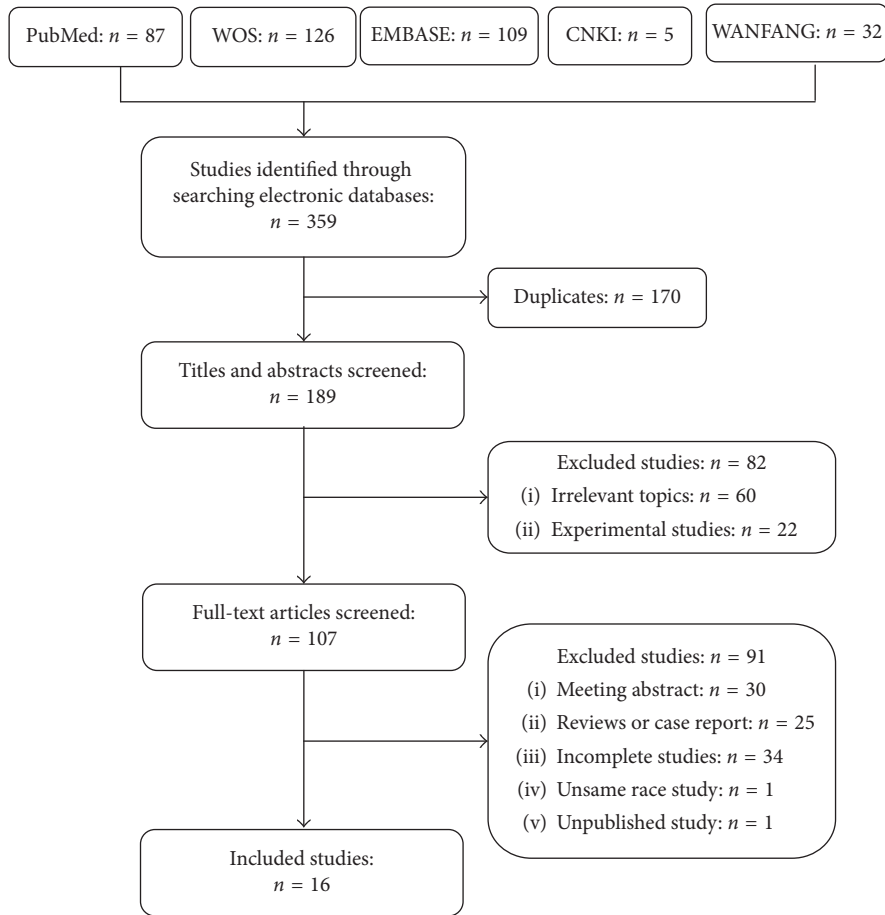 PubMed: n = 87
WOS: n = 126
EMBASE: n = 109
CNKI: n = 5
WANFANG: n = 32
Studies identified through
searching electronic databases:
n = 359
Duplicates: n = 170
Titles and abstracts screened:
n = 189
Excluded studies: n = 82
(i) Irrelevant topics: n = 60
(ii) Experimental studies: n = 22
Full-text articles screened:
n = 107
Excluded studies: n = 91
(i) Meeting abstract: n = 30
(ii) Reviews or case report: n = 25
(iii) Incomplete studies: n = 34
(iv) Unsame race study: n = 1
(v) Unpublished study: n = 1
Included studies:
n = 16